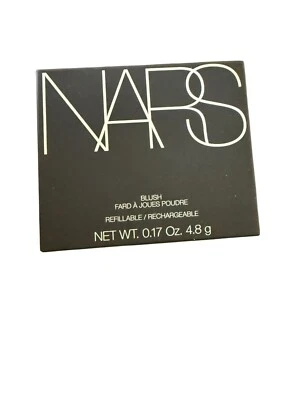 NARS
BLUSH
FARD À JOUES POUDRE
REFILLABLE / RECHARGEABLE
NET WT. 0.17 Oz. 4.8 g